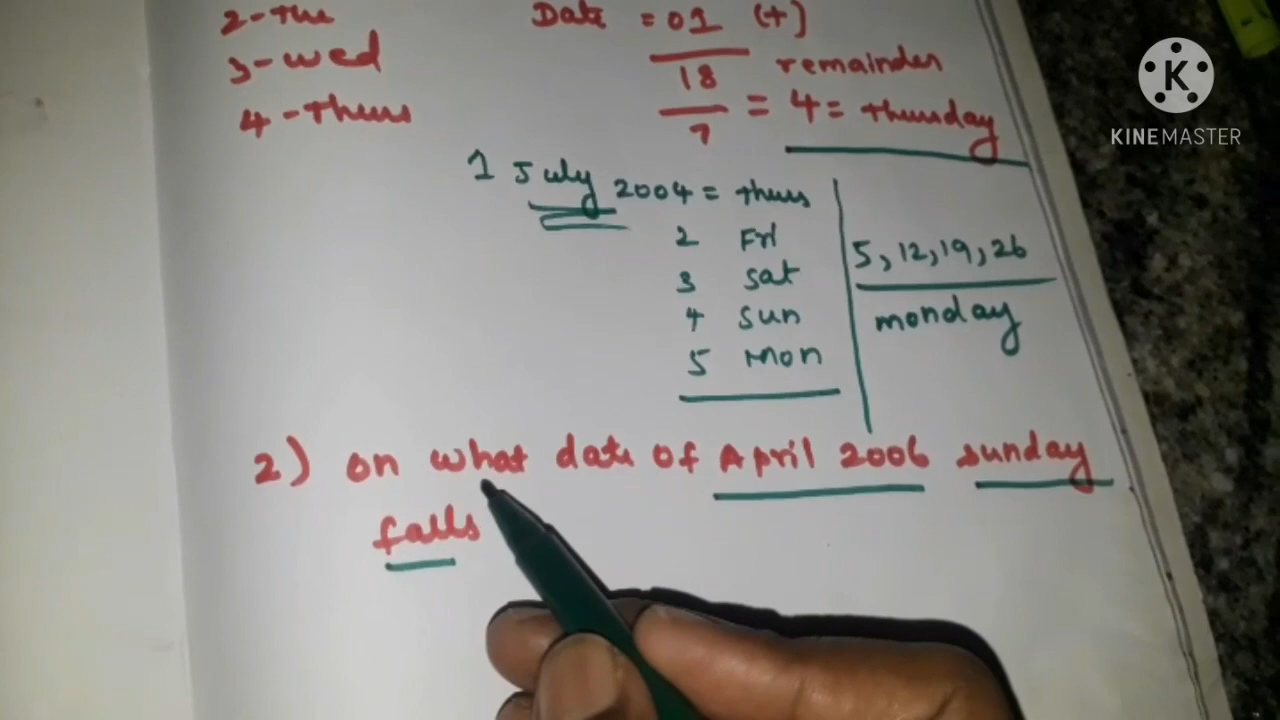 2-Tue
3-wed
4-Thurs
Date = 01 (+)
18 remainder
7 = 4 = thursday
1 July 2004 = thurs
2 Fri
3 sat
4 sun
5 Mon
5, 12, 19, 26
monday
2) on what date of April 2006 sunday
falls
K
KINEMASTER